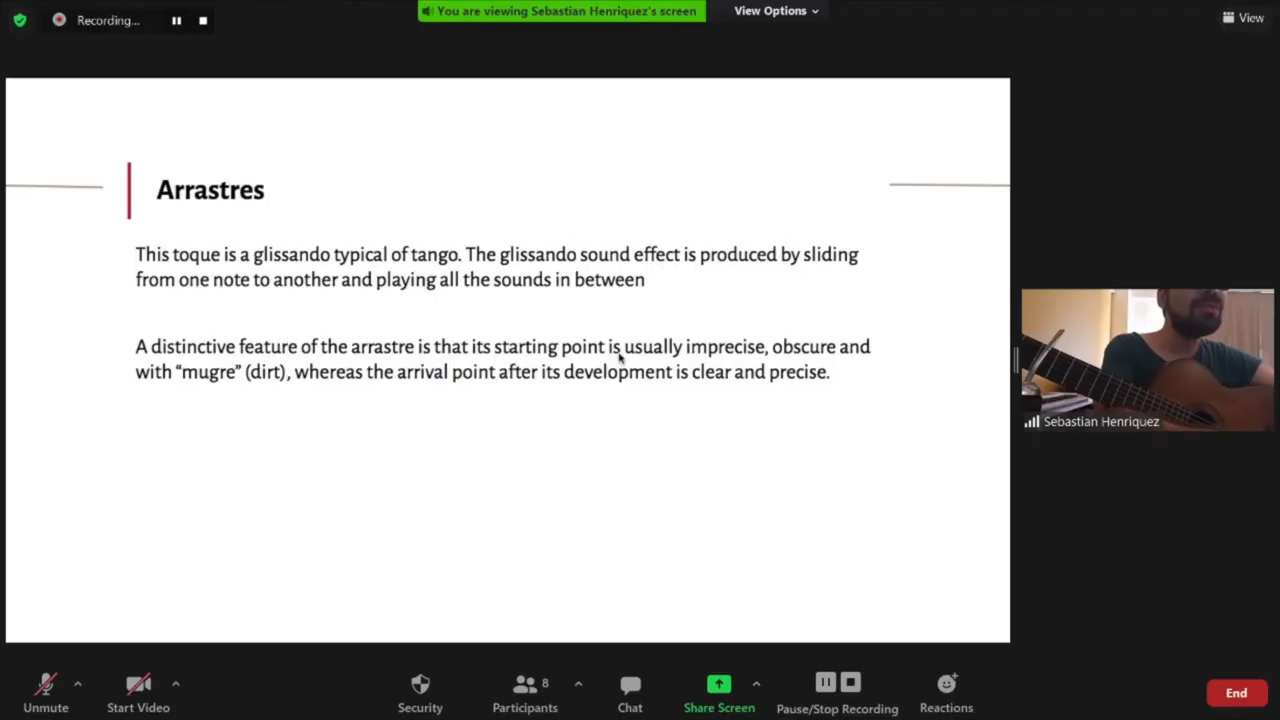 Recording...
You are viewing Sebastian Henriquez's screen
View Options
View
Arrastres
This toque is a glissando typical of tango. The glissando sound effect is produced by sliding
from one note to another and playing all the sounds in between
A distinctive feature of the arrastre is that its starting point is usually imprecise, obscure and
with “mugre” (dirt), whereas the arrival point after its development is clear and precise.
Sebastian Henriquez
Unmute
Start Video
Security
8
Participants
Chat
Share Screen
Pause/Stop Recording
Reactions
End